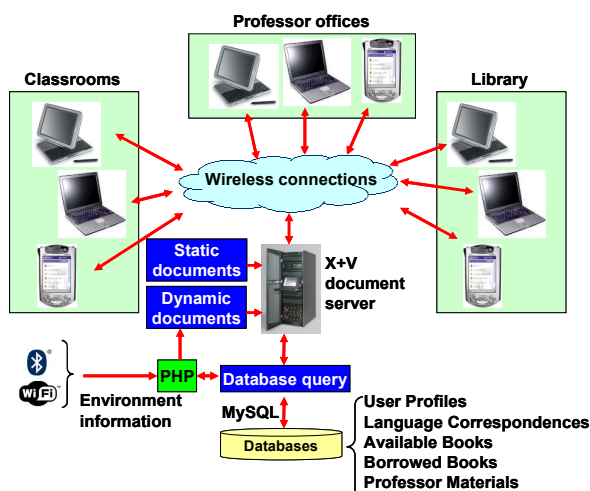 Professor offices
Classrooms
Library
Wireless connections
Static
documents
X+V
document
server
Dynamic
documents
PHP
Database query
WiFi
Environment
information
MySQL
Databases
User Profiles
Language Correspondences
Available Books
Borrowed Books
Professor Materials